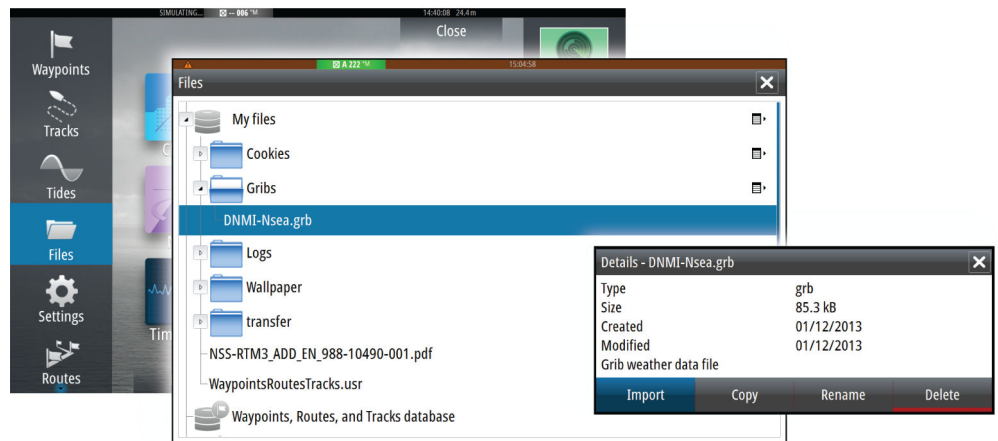 SIMULATING... -- 006 °M 14:40:08 24.4 m
Close
Waypoints
Tracks
Tides
Files
Settings
Routes
Tim
A 222 °M 15:04:58
Files
My files
Cookies
Gribs
DNMI-Nsea.grb
Logs
Wallpaper
transfer
NSS-RTM3_ADD_EN_988-10490-001.pdf
WaypointsRoutesTracks.usr
Waypoints, Routes, and Tracks database
Details - DNMI-Nsea.grb
Type grb
Size 85.3 kB
Created 01/12/2013
Modified 01/12/2013
Grib weather data file
Import Copy Rename Delete